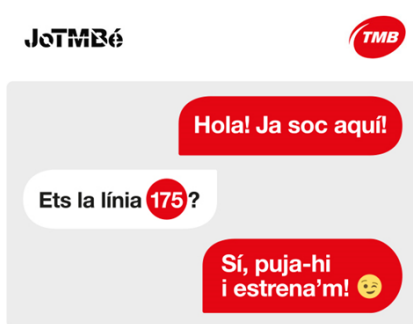 JoTMBé
TMB
Hola! Ja soc aquí!
Ets la línia 175?
Sí, puja-hi
i estrena'm! 😉